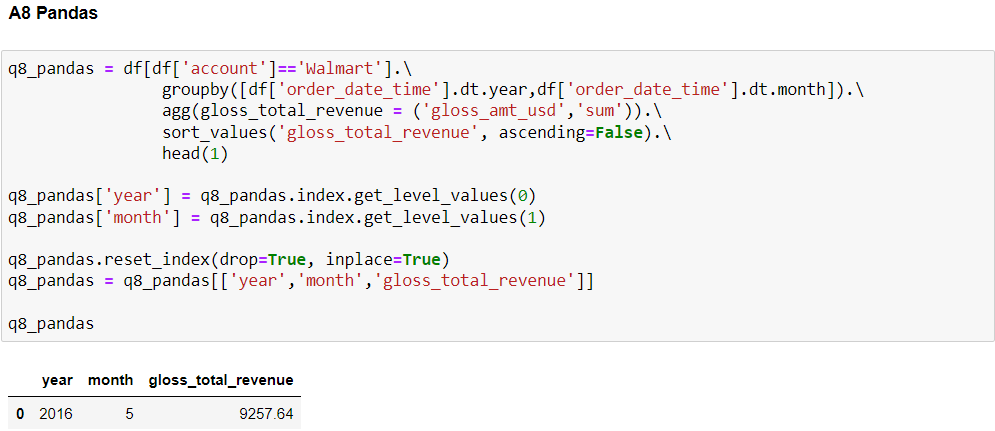 A8 Pandas
q8_pandas = df[df['account']=='Walmart'].\
groupby([df['order_date_time'].dt.year,df['order_date_time'].dt.month]).\
agg(gloss_total_revenue = ('gloss_amt_usd','sum')).\
sort_values('gloss_total_revenue', ascending=False).\
head(1)
q8_pandas['year'] = q8_pandas.index.get_level_values(0)
q8_pandas['month'] = q8_pandas.index.get_level_values(1)
q8_pandas.reset_index(drop=True, inplace=True)
q8_pandas = q8_pandas[['year','month','gloss_total_revenue']]
q8_pandas
year month gloss_total_revenue
0 2016 5 9257.64